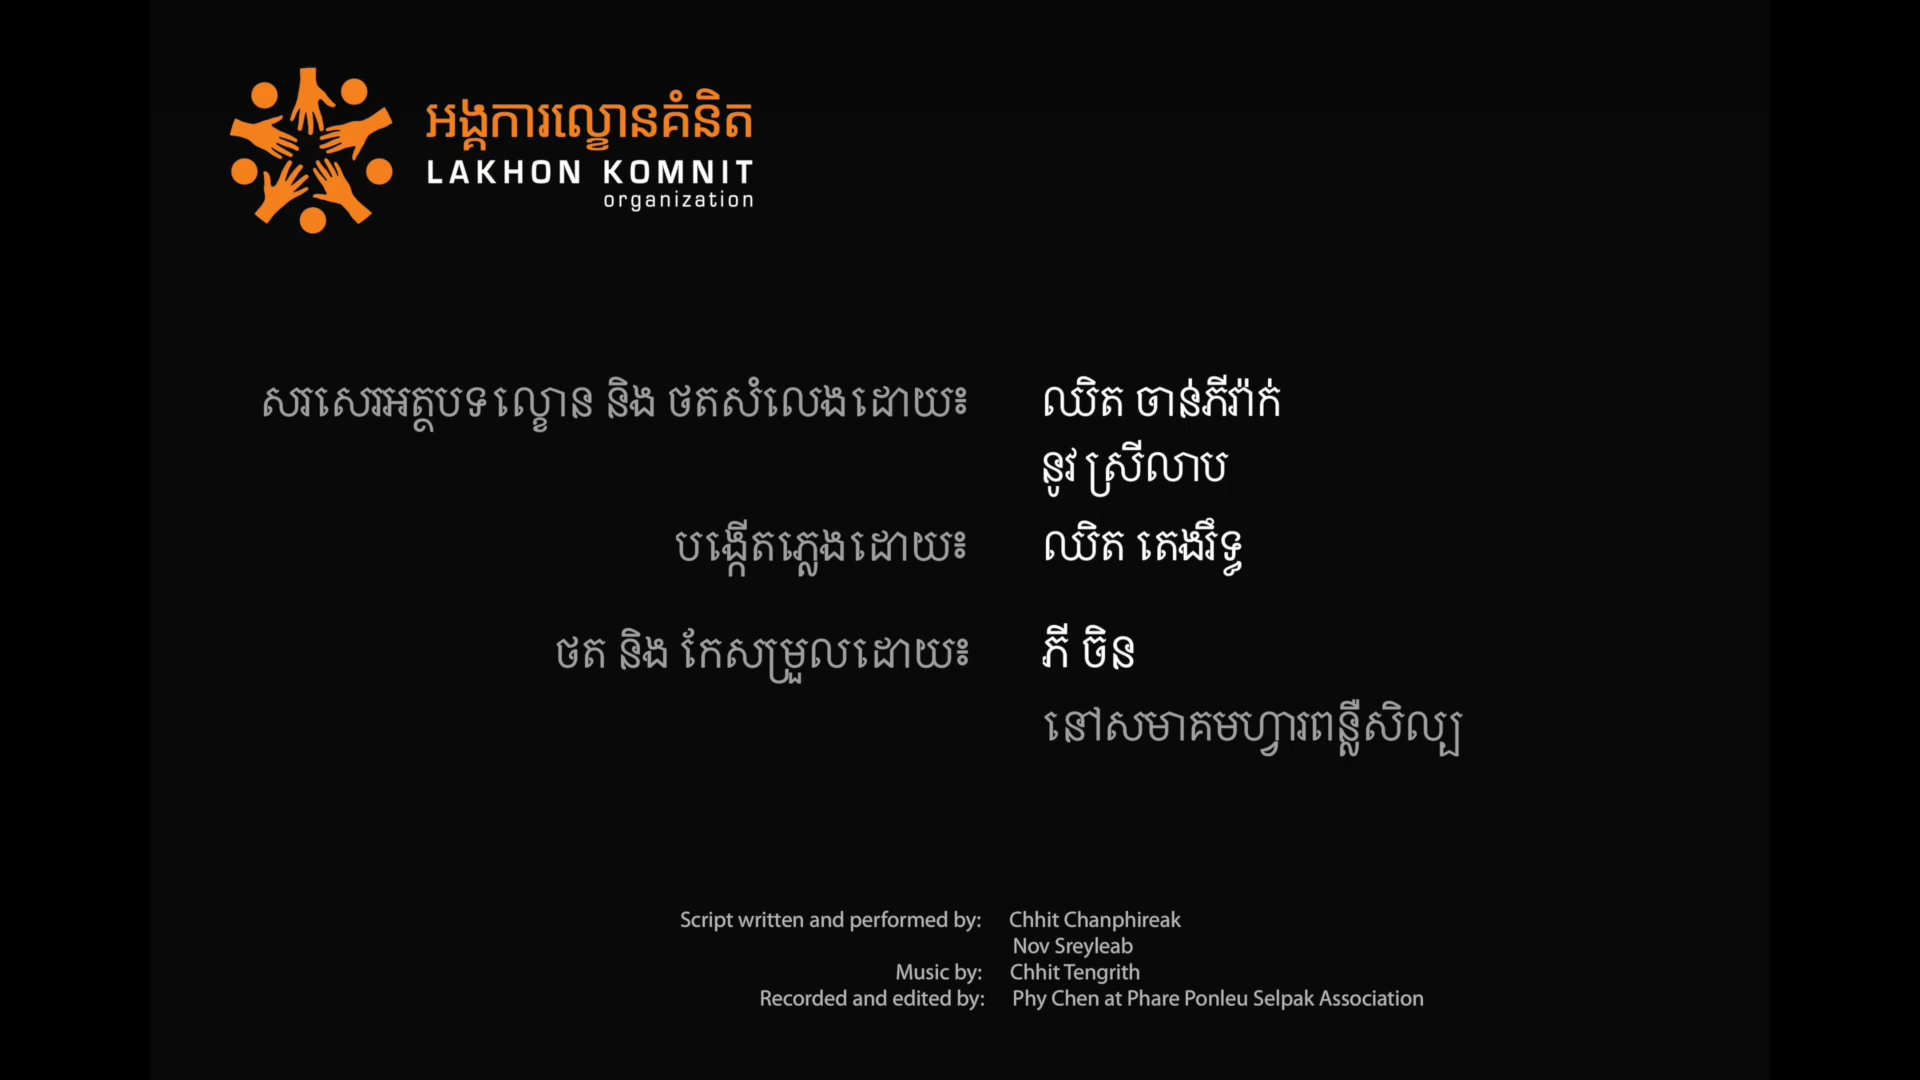 អង្គការល្ខោនគំនិត
LAKHON KOMNIT
organization
សរសេរអត្ថបទល្ខោន និង ថតសំលេងដោយ៖ ឈិត ចាន់ភីរ៉ាក់
នូវ ស្រីលាប
បង្កើតភ្លេងដោយ៖ ឈិត តេងរឹទ្ធ
ថត និង កែសម្រួលដោយ៖ ភី ចិន
នៅសមាគមហ្វារពន្លឺសិល្ប
Script written and performed by: Chhit Chanphireak
Nov Sreyleab
Music by: Chhit Tengrith
Recorded and edited by: Phy Chen at Phare Ponleu Selpak Association